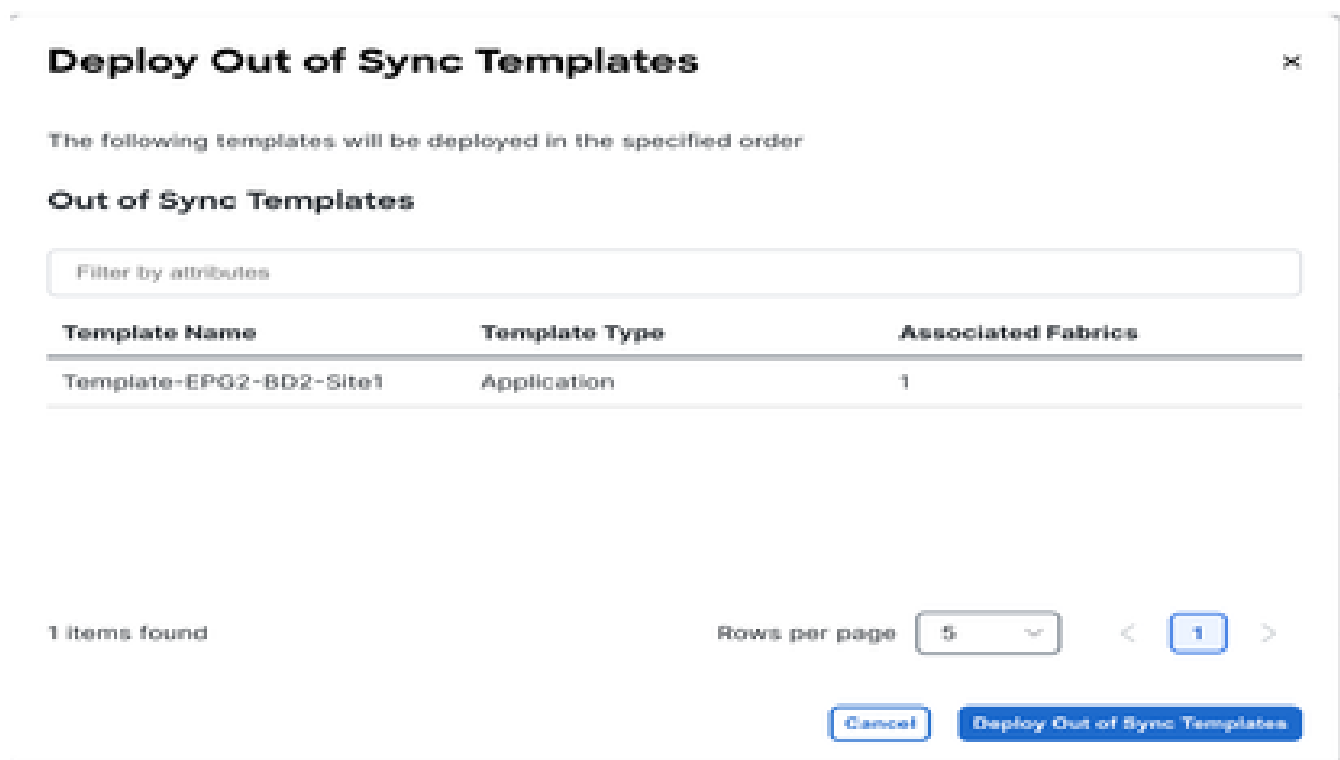 Deploy Out of Sync Templates ×
The following templates will be deployed in the specified order
Out of Sync Templates
Filter by attributes
Template Name Template Type Associated Fabrics
Template-EPG2-BD2-Site1 Application 1
1 items found Rows per page 5 < 1 >
Cancel Deploy Out of Sync Templates